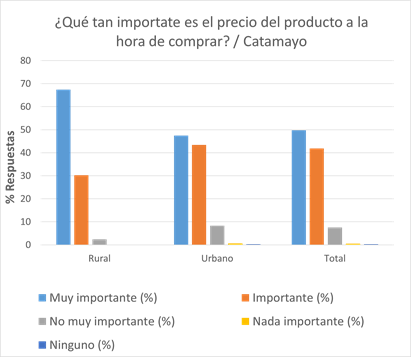 ¿Qué tan importate es el precio del producto a la
hora de comprar? / Catamayo
80
70
60
50
40
30
20
10
0
% Respuestas
Rural Urbano Total
Muy importante (%) Importante (%)
No muy importante (%) Nada importante (%)
Ninguno (%)